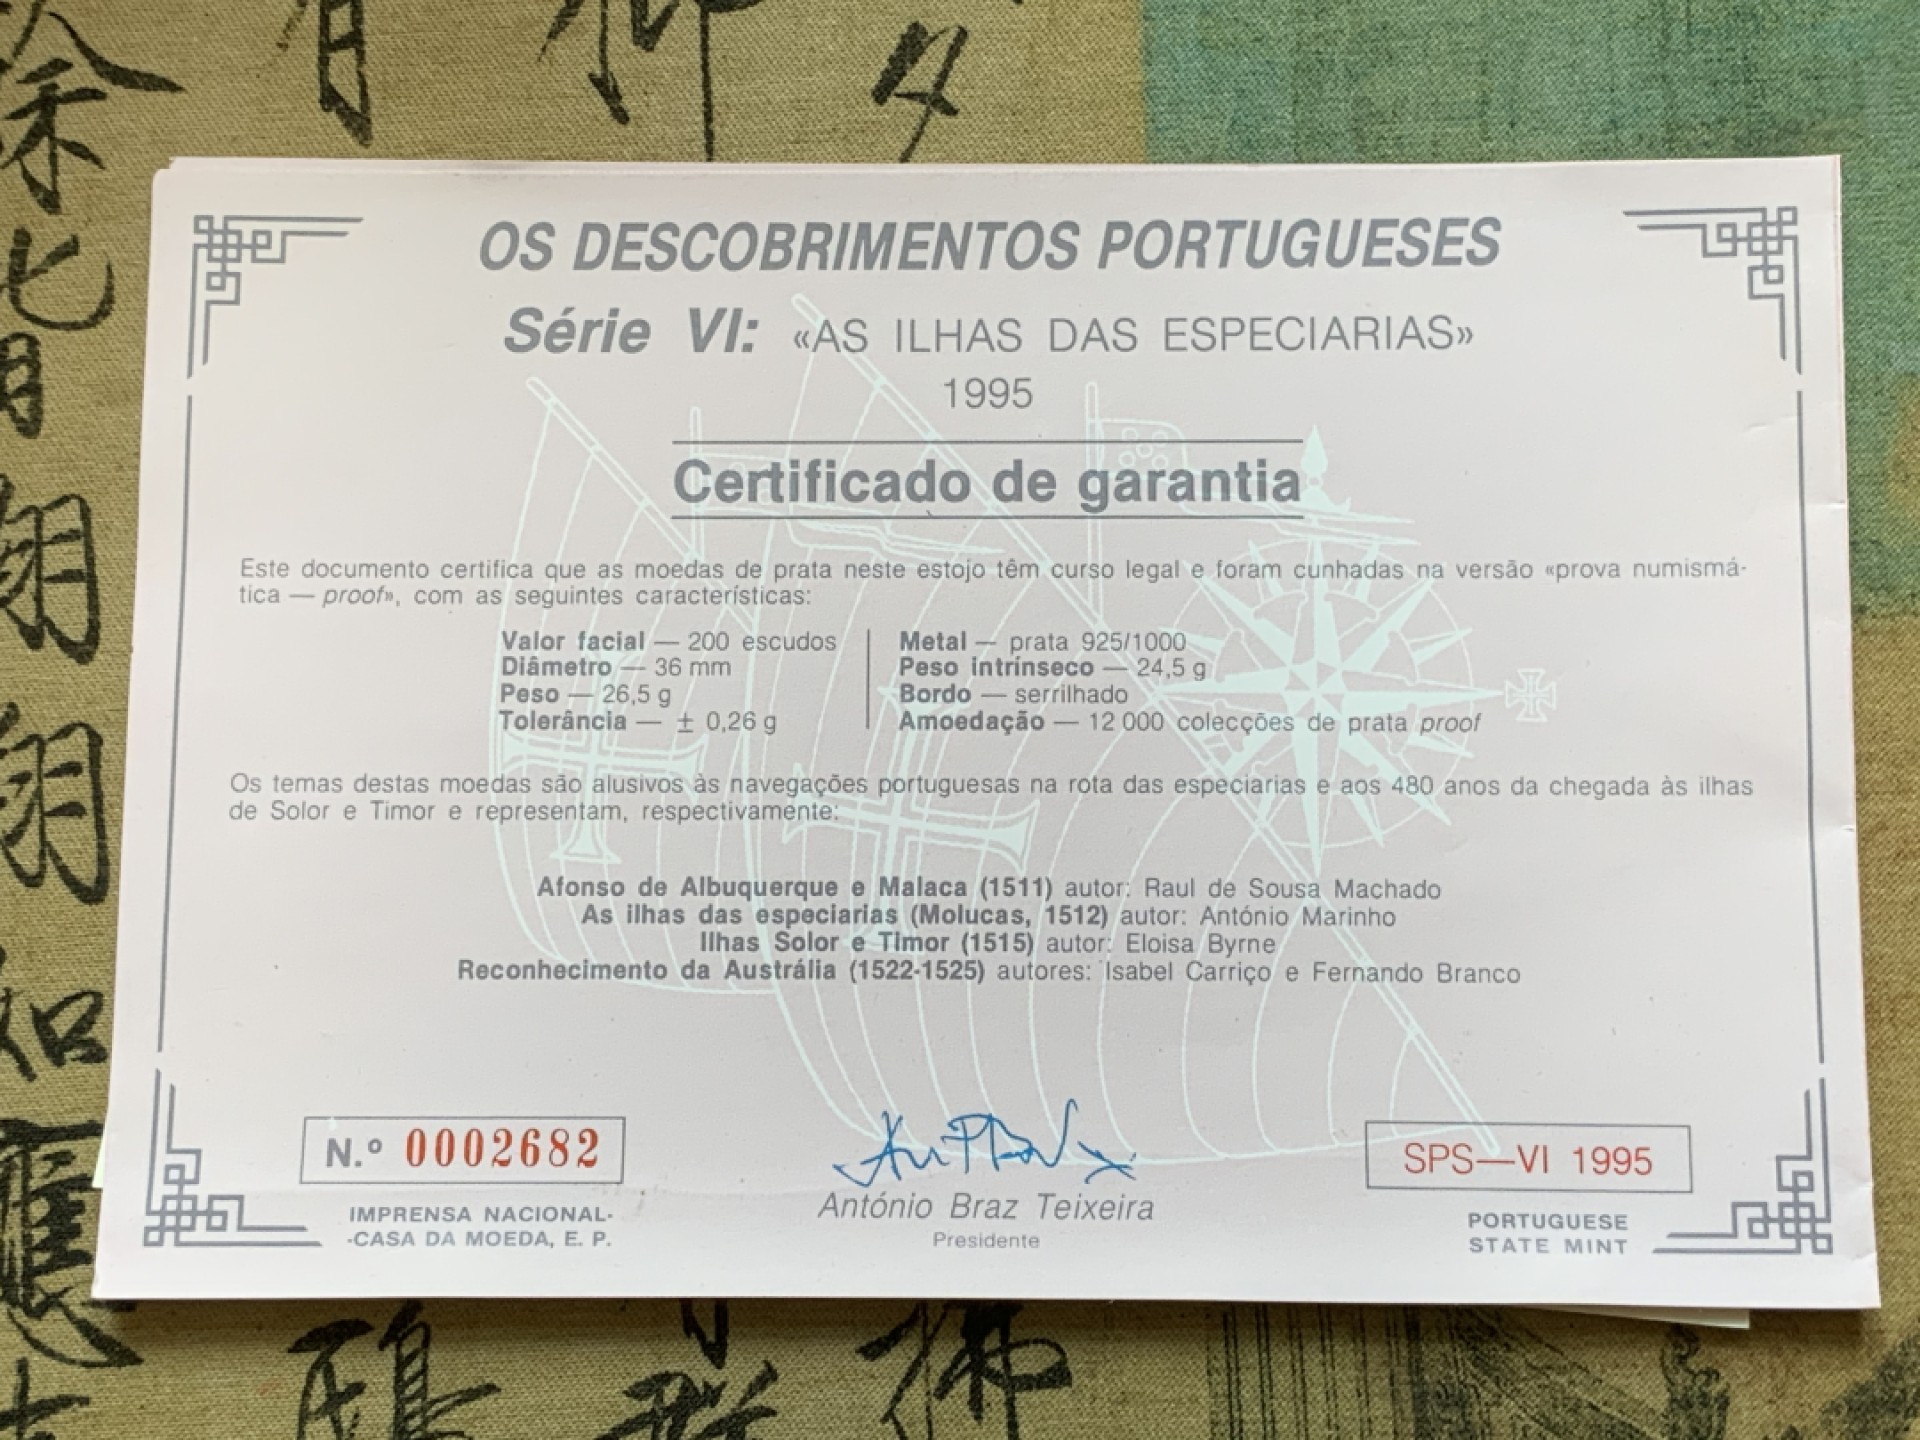 OS DESCOBRIMENTOS PORTUGUESES
Série VI: «AS ILHAS DAS ESPECIARIAS»
1995
Certificado de garantia
Este documento certifica que as moedas de prata neste estojo têm curso legal e foram cunhadas na versão «prova numismá-
tica — proof», com as seguintes características:
Valor facial — 200 escudos
Diâmetro — 36 mm
Peso — 26,5 g
Tolerância — ± 0,26 g
Metal — prata 925/1000
Peso intrínseco — 24,5 g
Bordo — serrilhado
Amoedação — 12 000 colecções de prata proof
Os temas destas moedas são alusivos às navegações portuguesas na rota das especiarias e aos 480 anos da chegada às ilhas
de Solor e Timor e representam, respectivamente:
Afonso de Albuquerque e Malaca (1511) autor: Raul de Sousa Machado
As ilhas das especiarias (Molucas, 1512) autor: António Marinho
Ilhas Solor e Timor (1515) autor: Eloisa Byrne
Reconhecimento da Austrália (1522-1525) autores: Isabel Carriço e Fernando Branco
N.º 0002682
IMPRENSA NACIONAL-
-CASA DA MOEDA, E. P.
António Braz Teixeira
Presidente
SPS—VI 1995
PORTUGUESE
STATE MINT